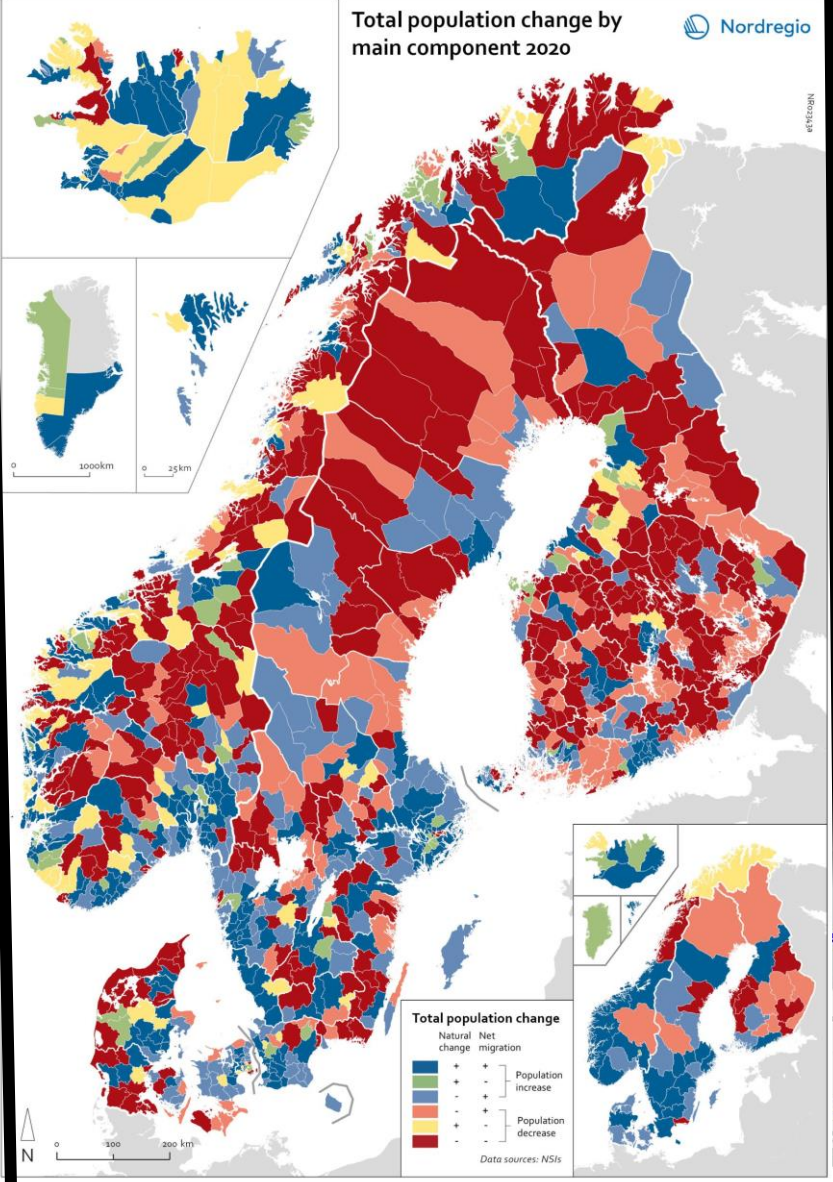 Total population change by
main component 2020
Nordregio
NR02343a
0 1000km
0 25km
Total population change
Natural Net
change migration
+ +
+ -
- +
Population
increase
- +
+ -
- -
Population
decrease
Data sources: NSIs
N
0 100 200 km